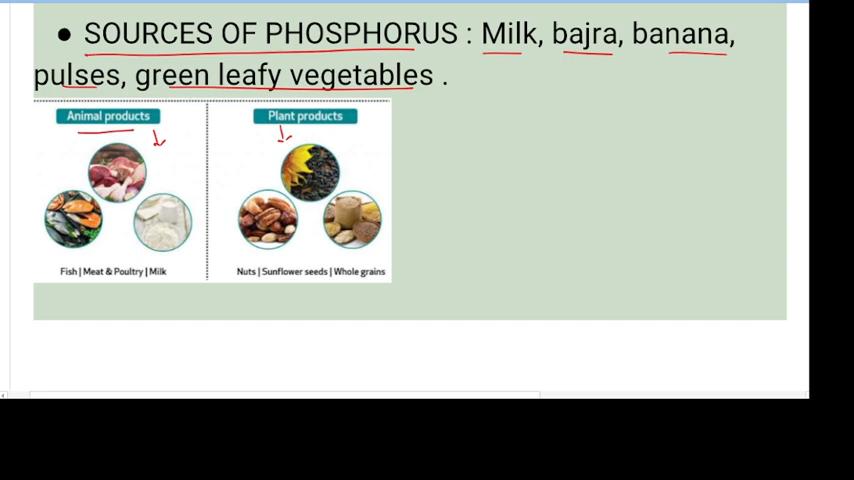 ● SOURCES OF PHOSPHORUS : Milk, bajra, banana,
pulses, green leafy vegetables .
Animal products
Plant products
Fish | Meat & Poultry | Milk
Nuts | Sunflower seeds | Whole grains